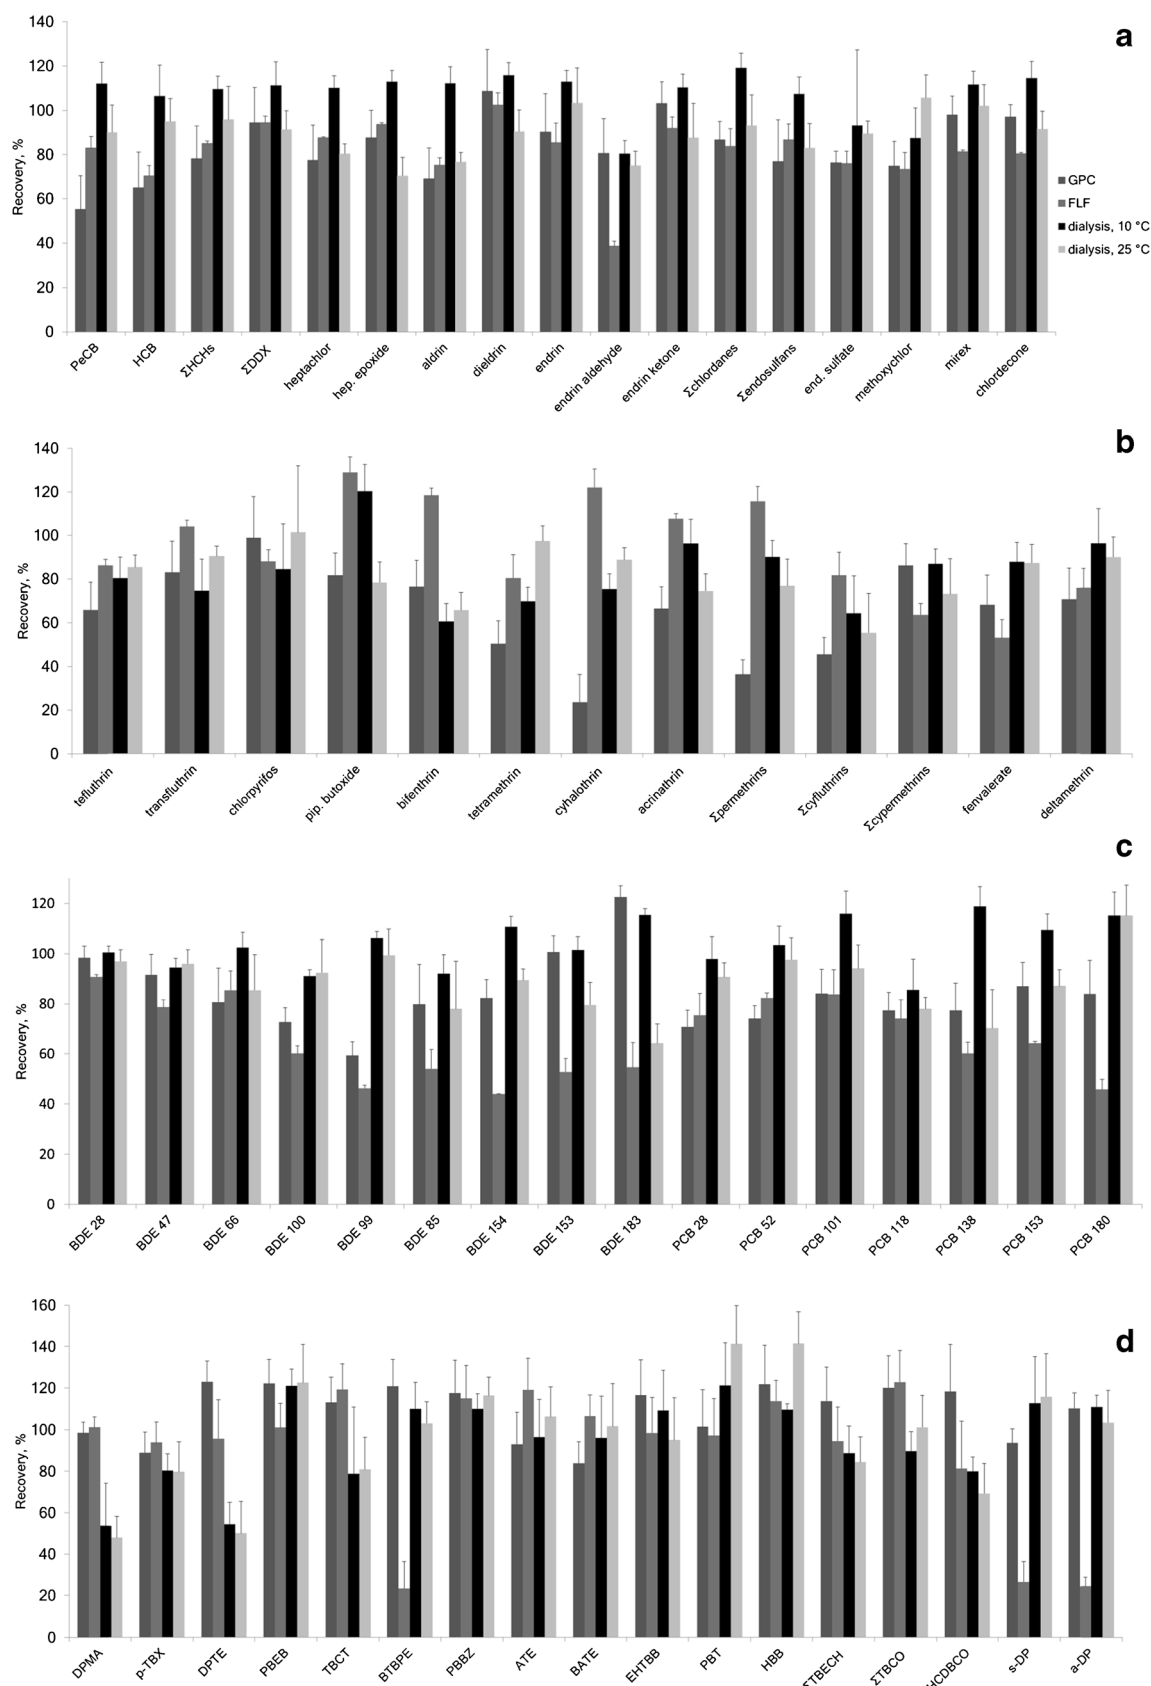 a
140
120
100
80
60
40
20
0
Recovery, %
GPC
FLF
dialysis, 10 °C
dialysis, 25 °C
PeCB HCB ΣHCHs ΣDDX heptachlor hep. epoxide aldrin dieldrin endrin endrin aldehyde endrin ketone Σchlordanes Σendosulfans end. sulfate methoxychlor mirex chlordecone
b
140
120
100
80
60
40
20
0
Recovery, %
tefluthrin transfluthrin chlorpyrifos pip. butoxide bifenthrin tetramethrin cyhalothrin acrinathrin Σpermethrins Σcyfluthrins Σcypermethrins fenvalerate deltamethrin
c
120
100
80
60
40
20
0
Recovery, %
BDE 28 BDE 47 BDE 66 BDE 100 BDE 99 BDE 85 BDE 154 BDE 153 BDE 183 PCB 28 PCB 52 PCB 101 PCB 118 PCB 138 PCB 153 PCB 180
d
160
140
120
100
80
60
40
20
0
Recovery, %
DPMA p-TBX DPTE PBEB TBCT BTBPE PBBZ ATE BATE EHTBB PBT HBB ΣTBECH ΣTBCO HCDBCO s-DP a-DP